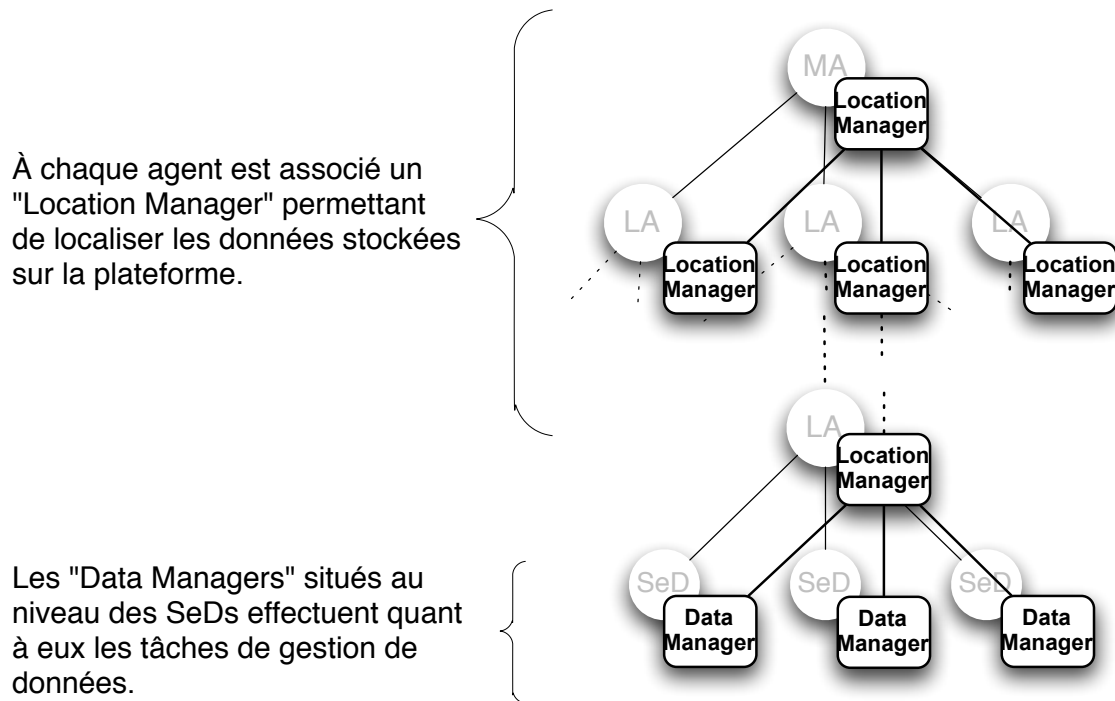 À chaque agent est associé un
"Location Manager" permettant
de localiser les données stockées
sur la plateforme.
MA
Location
Manager
LA
LA
LA
Location
Manager
Location
Manager
Location
Manager
LA
Location
Manager
Les "Data Managers" situés au
niveau des SeDs effectuent quant
à eux les tâches de gestion de
données.
SeD
SeD
SeD
Data
Manager
Data
Manager
Data
Manager